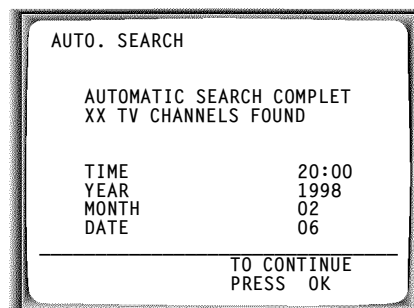 AUTO. SEARCH
AUTOMATIC SEARCH COMPLET
XX TV CHANNELS FOUND
TIME 20:00
YEAR 1998
MONTH 02
DATE 06
TO CONTINUE
PRESS OK